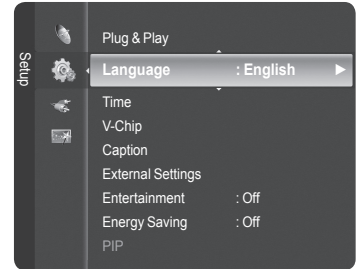 Setup
Plug & Play
Language : English
Time
V-Chip
Caption
External Settings
Entertainment : Off
Energy Saving : Off
PIP